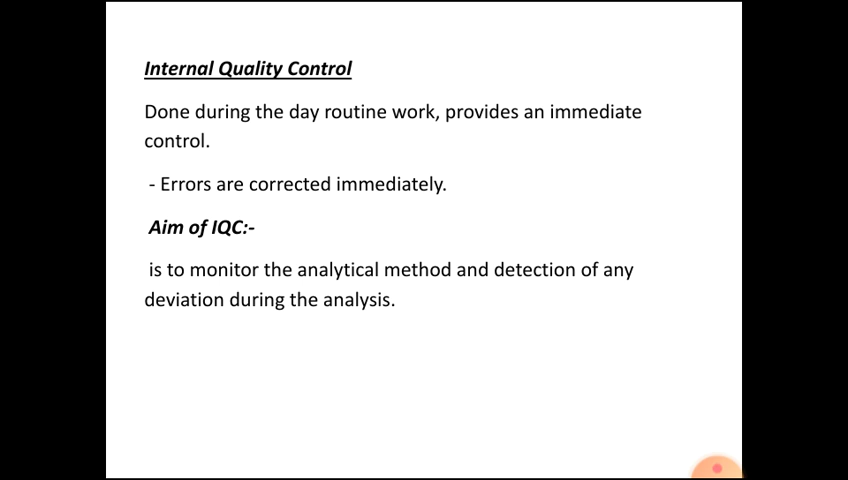 Internal Quality Control
Done during the day routine work, provides an immediate
control.
- Errors are corrected immediately.
Aim of IQC:-
is to monitor the analytical method and detection of any
deviation during the analysis.